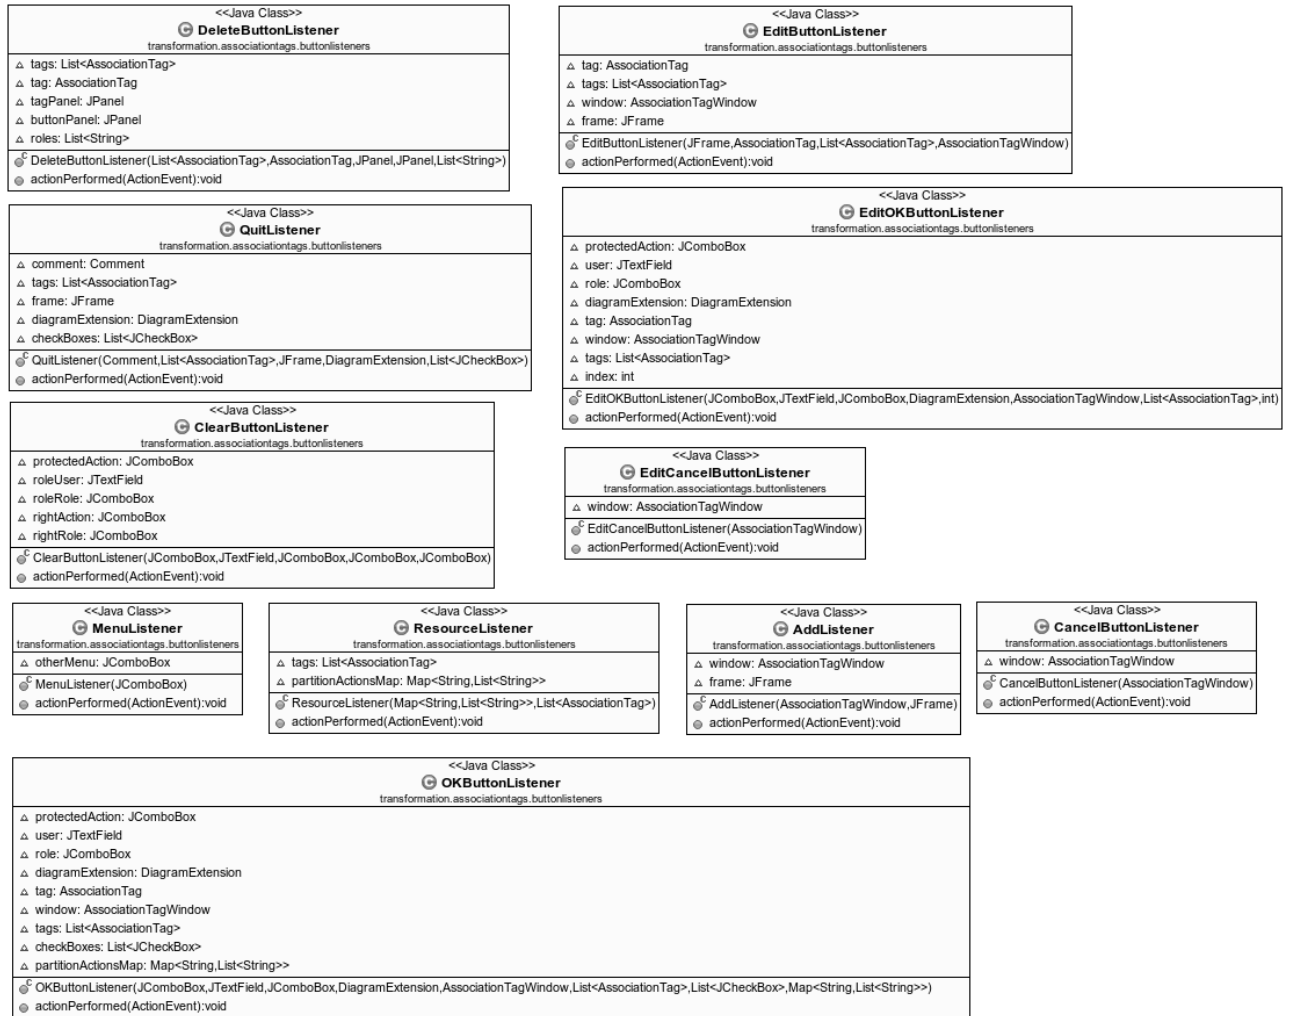 <<Java Class>>
DeleteButtonListener
transformation.associationtags.buttonlisteners
tags: List<AssociationTag>
tag: AssociationTag
tagPanel: JPanel
buttonPanel: JPanel
roles: List<String>
DeleteButtonListener(List<AssociationTag>,AssociationTag,JPanel,JPanel,List<String>)
actionPerformed(ActionEvent):void
<<Java Class>>
EditButtonListener
transformation.associationtags.buttonlisteners
tag: AssociationTag
tags: List<AssociationTag>
window: AssociationTagWindow
frame: JFrame
EditButtonListener(JFrame,AssociationTag,List<AssociationTag>,AssociationTagWindow)
actionPerformed(ActionEvent):void
<<Java Class>>
QuitListener
transformation.associationtags.buttonlisteners
comment: Comment
tags: List<AssociationTag>
frame: JFrame
diagramExtension: DiagramExtension
checkBoxes: List<JCheckBox>
QuitListener(Comment,List<AssociationTag>,JFrame,DiagramExtension,List<JCheckBox>)
actionPerformed(ActionEvent):void
<<Java Class>>
EditOKButtonListener
transformation.associationtags.buttonlisteners
protectedAction: JComboBox
user: JTextField
role: JComboBox
diagramExtension: DiagramExtension
tag: AssociationTag
window: AssociationTagWindow
tags: List<AssociationTag>
index: int
EditOKButtonListener(JComboBox,JTextField,JComboBox,DiagramExtension,AssociationTagWindow,List<AssociationTag>,int)
actionPerformed(ActionEvent):void
<<Java Class>>
ClearButtonListener
transformation.associationtags.buttonlisteners
protectedAction: JComboBox
roleUser: JTextField
roleRole: JComboBox
rightAction: JComboBox
rightRole: JComboBox
ClearButtonListener(JComboBox,JTextField,JComboBox,JComboBox,JComboBox)
actionPerformed(ActionEvent):void
<<Java Class>>
EditCancelButtonListener
transformation.associationtags.buttonlisteners
window: AssociationTagWindow
EditCancelButtonListener(AssociationTagWindow)
actionPerformed(ActionEvent):void
<<Java Class>>
MenuListener
transformation.associationtags.buttonlisteners
otherMenu: JComboBox
MenuListener(JComboBox)
actionPerformed(ActionEvent):void
<<Java Class>>
ResourceListener
transformation.associationtags.buttonlisteners
tags: List<AssociationTag>
partitionActionsMap: Map<String,List<String>>
ResourceListener(Map<String,List<String>>,List<AssociationTag>)
actionPerformed(ActionEvent):void
<<Java Class>>
AddListener
transformation.associationtags.buttonlisteners
window: AssociationTagWindow
frame: JFrame
AddListener(AssociationTagWindow,JFrame)
actionPerformed(ActionEvent):void
<<Java Class>>
CancelButtonListener
transformation.associationtags.buttonlisteners
window: AssociationTagWindow
CancelButtonListener(AssociationTagWindow)
actionPerformed(ActionEvent):void
<<Java Class>>
OKButtonListener
transformation.associationtags.buttonlisteners
protectedAction: JComboBox
user: JTextField
role: JComboBox
diagramExtension: DiagramExtension
tag: AssociationTag
window: AssociationTagWindow
tags: List<AssociationTag>
checkBoxes: List<JCheckBox>
partitionActionsMap: Map<String,List<String>>
OKButtonListener(JComboBox,JTextField,JComboBox,DiagramExtension,AssociationTagWindow,List<AssociationTag>,List<JCheckBox>,Map<String,List<String>>)
actionPerformed(ActionEvent):void